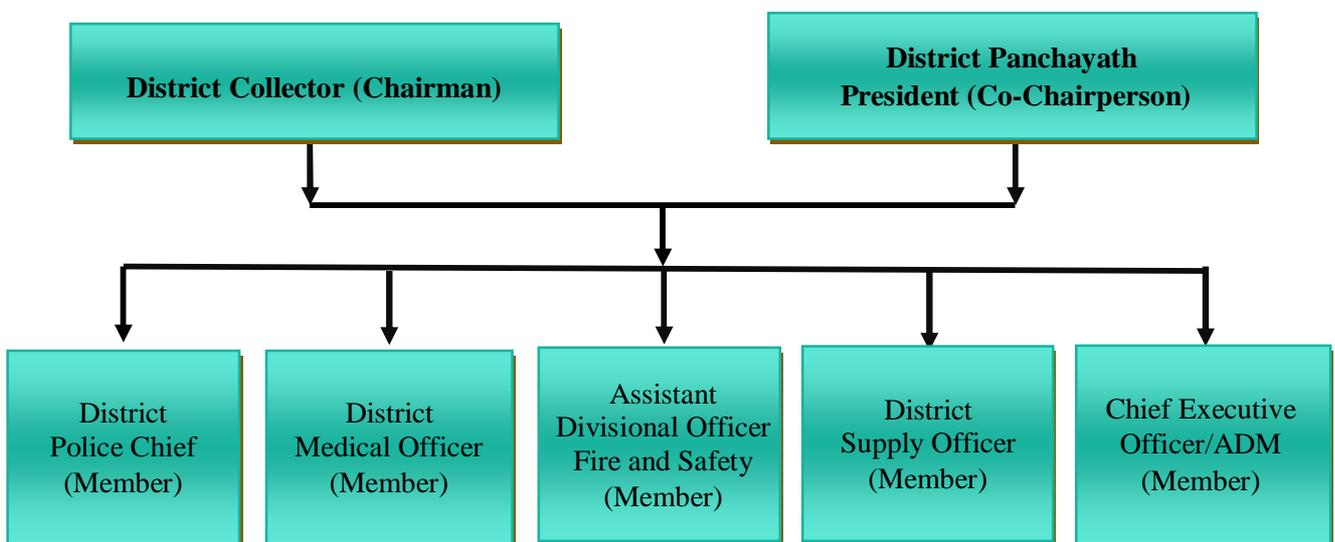 District Collector (Chairman)
District Panchayath
President (Co-Chairperson)
District
Police Chief
(Member)
District
Medical Officer
(Member)
Assistant
Divisional Officer
Fire and Safety
(Member)
District
Supply Officer
(Member)
Chief Executive
Officer/ADM
(Member)